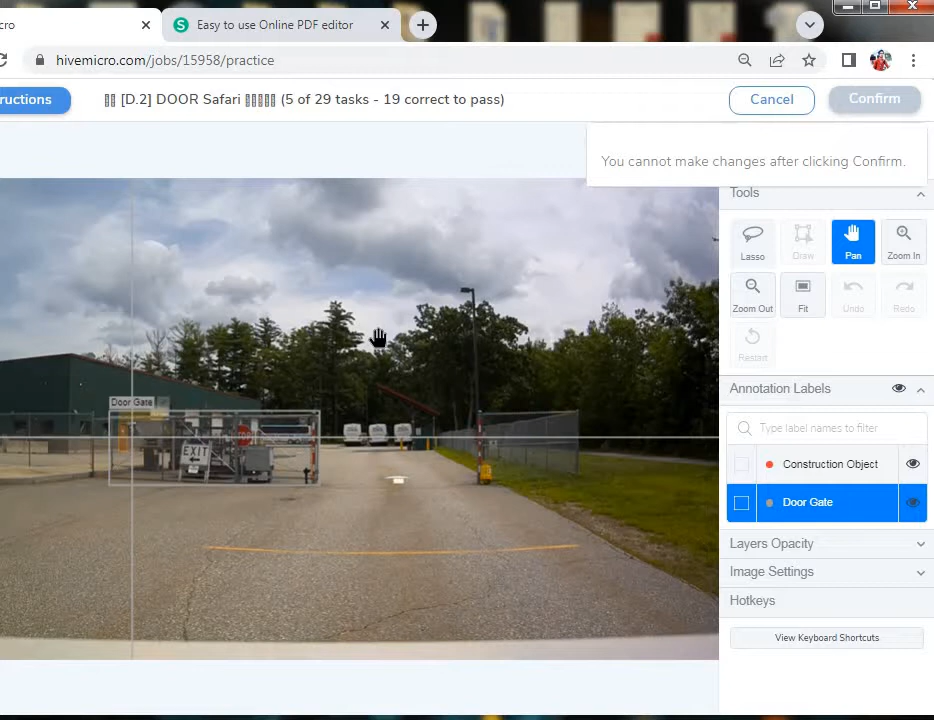 cro
Easy to use Online PDF editor
hivemicro.com/jobs/15958/practice
ructions
[D.2] DOOR Safari
(5 of 29 tasks - 19 correct to pass)
Cancel
Confirm
You cannot make changes after clicking Confirm.
Tools
Lasso
Draw
Pan
Zoom In
Zoom Out
Fit
Undo
Redo
Restart
Annotation Labels
Type label names to filter
Construction Object
Door Gate
Layers Opacity
Image Settings
Hotkeys
View Keyboard Shortcuts
Door Gate
STOP
EXIT